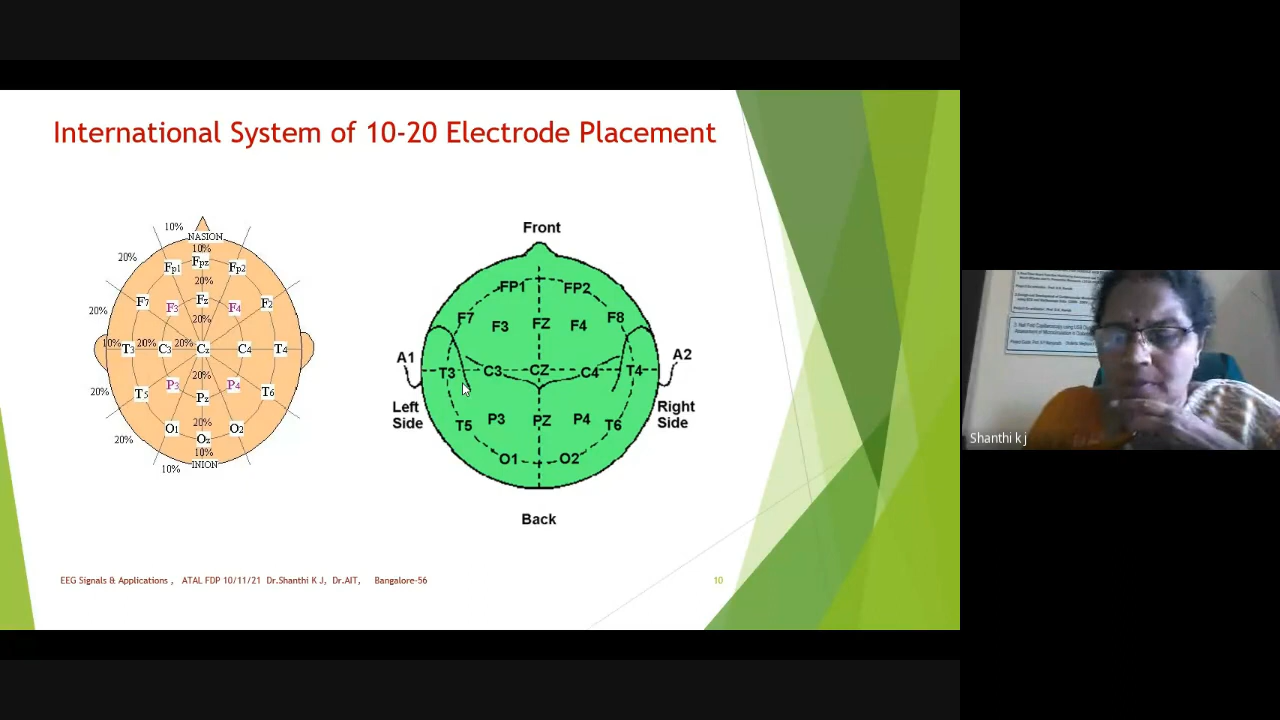 International System of 10-20 Electrode Placement
10%
NASION
10%
20%
Fp1 Fpz Fp2
20%
F7 F3 Fz F4 F2
20%
20%
10% T3 20% C3 20% Cz C4 T4
20%
20%
T5 P3 Pz P4 T6
20%
O1 Oz O2
20%
10%
10% INION
Front
FP1 FP2
F7 F3 FZ F4 F8
A1 A2
T3 C3 CZ C4 T4
Left Side
Right Side
T5 P3 PZ P4 T6
O1 O2
Back
EEG Signals & Applications , ATAL FDP 10/11/21 Dr.Shanthi K J, Dr.AIT, Bangalore-56
10
Shanthi k j